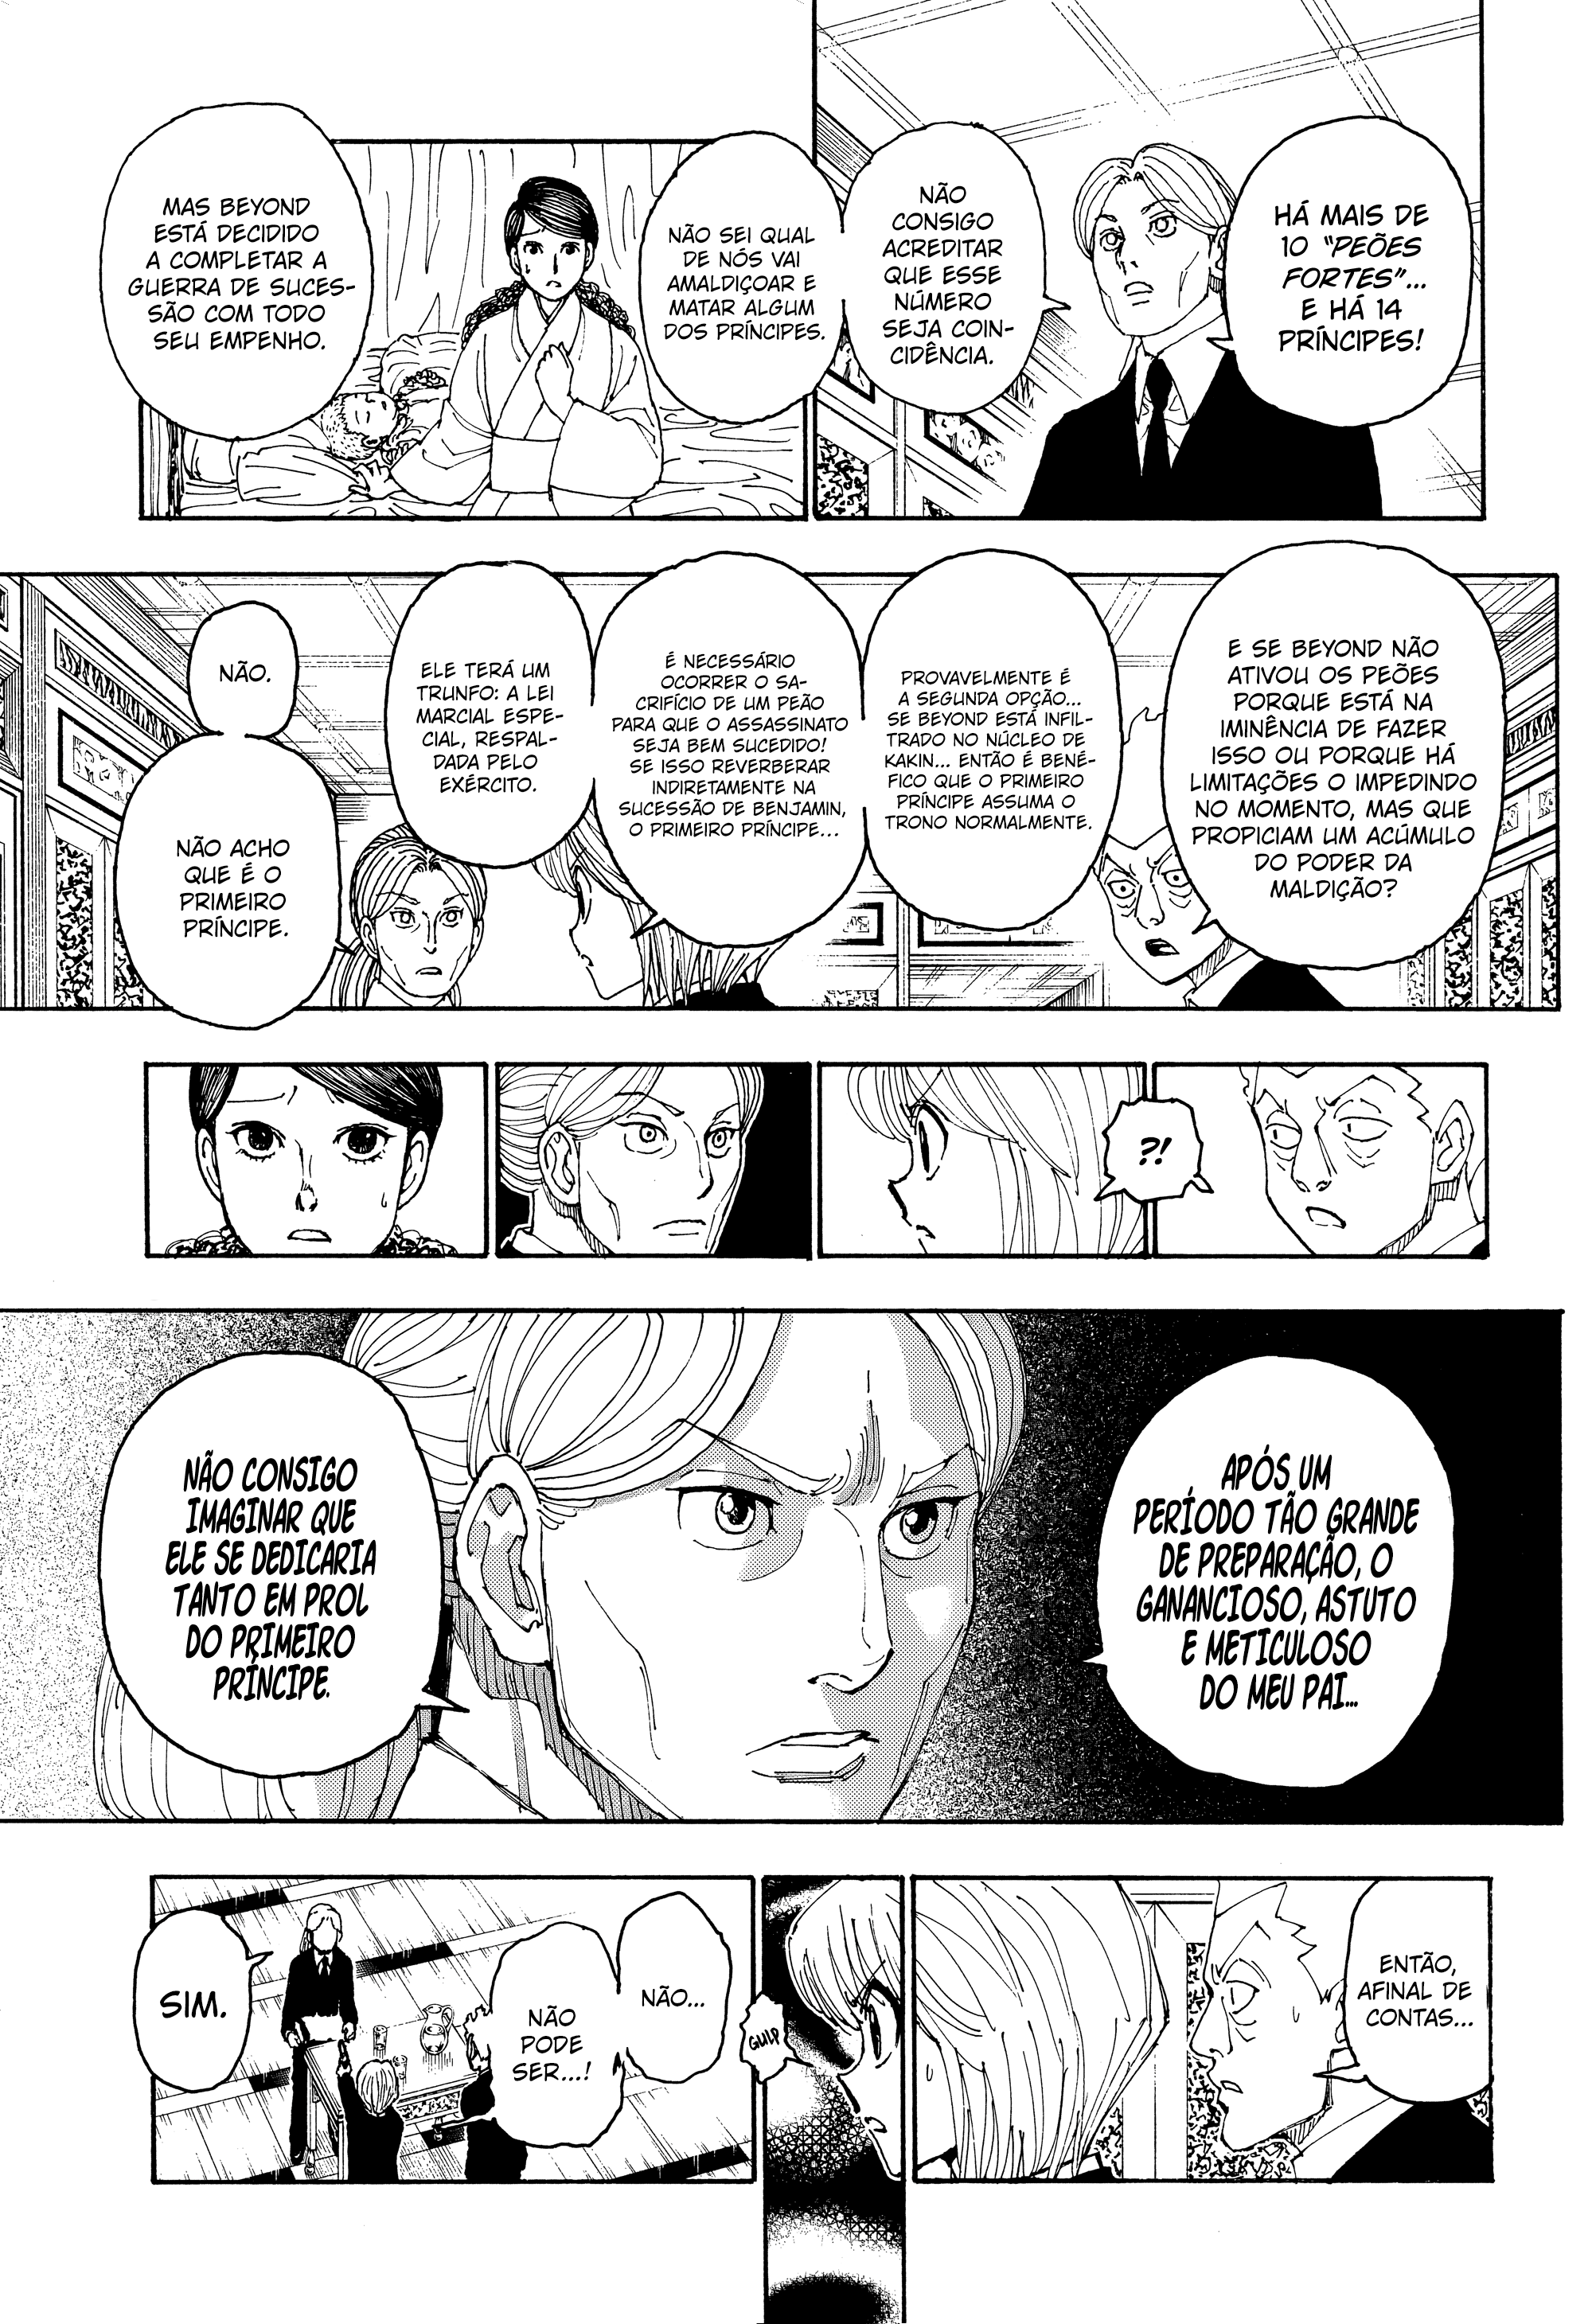 HÁ MAIS DE
10 "PEÕES
FORTES"...
E HÁ 14
PRÍNCIPES!
NÃO
CONSIGO
ACREDITAR
QUE ESSE
NÚMERO
SEJA COIN-
CIDÊNCIA.
NÃO SEI QUAL
DE NÓS VAI
AMALDIÇOAR E
MATAR ALGUM
DOS PRÍNCIPES.
MAS BEYOND
ESTÁ DECIDIDO
A COMPLETAR A
GUERRA DE SUCES-
SÃO COM TODO
SEU EMPENHO.
E SE BEYOND NÃO
ATIVOU OS PEÕES
PORQUE ESTÁ NA
IMINÊNCIA DE FAZER
ISSO OU PORQUE HÁ
LIMITAÇÕES O IMPEDINDO
NO MOMENTO, MAS QUE
PROPICIAM UM ACÚMULO
DO PODER DA
MALDIÇÃO?
PROVAVELMENTE É
A SEGUNDA OPÇÃO...
SE BEYOND ESTÁ INFIL-
TRADO NO NÚCLEO DE
KAKIN... ENTÃO É BENÉ-
FICO QUE O PRIMEIRO
PRÍNCIPE ASSUMA O
TRONO NORMALMENTE.
É NECESSÁRIO
OCORRER O SA-
CRIFÍCIO DE UM PEÃO
PARA QUE O ASSASSINATO
SEJA BEM SUCEDIDO!
SE ISSO REVERBERAR
INDIRETAMENTE NA
SUCESSÃO DE BENJAMIN,
O PRIMEIRO PRÍNCIPE...
ELE TERÁ UM
TRUNFO: A LEI
MARCIAL ESPE-
CIAL, RESPAL-
DADA PELO
EXÉRCITO.
NÃO.
NÃO ACHO
QUE É O
PRIMEIRO
PRÍNCIPE.
?!
APÓS UM
PERÍODO TÃO GRANDE
DE PREPARAÇÃO, O
GANANCIOSO, ASTUTO
E METICULOSO
DO MEU PAI...
NÃO CONSIGO
IMAGINAR QUE
ELE SE DEDICARIA
TANTO EM PROL
DO PRIMEIRO
PRÍNCIPE.
ENTÃO,
AFINAL DE
CONTAS...
GULP
NÃO...
NÃO
PODE
SER...!
SIM.